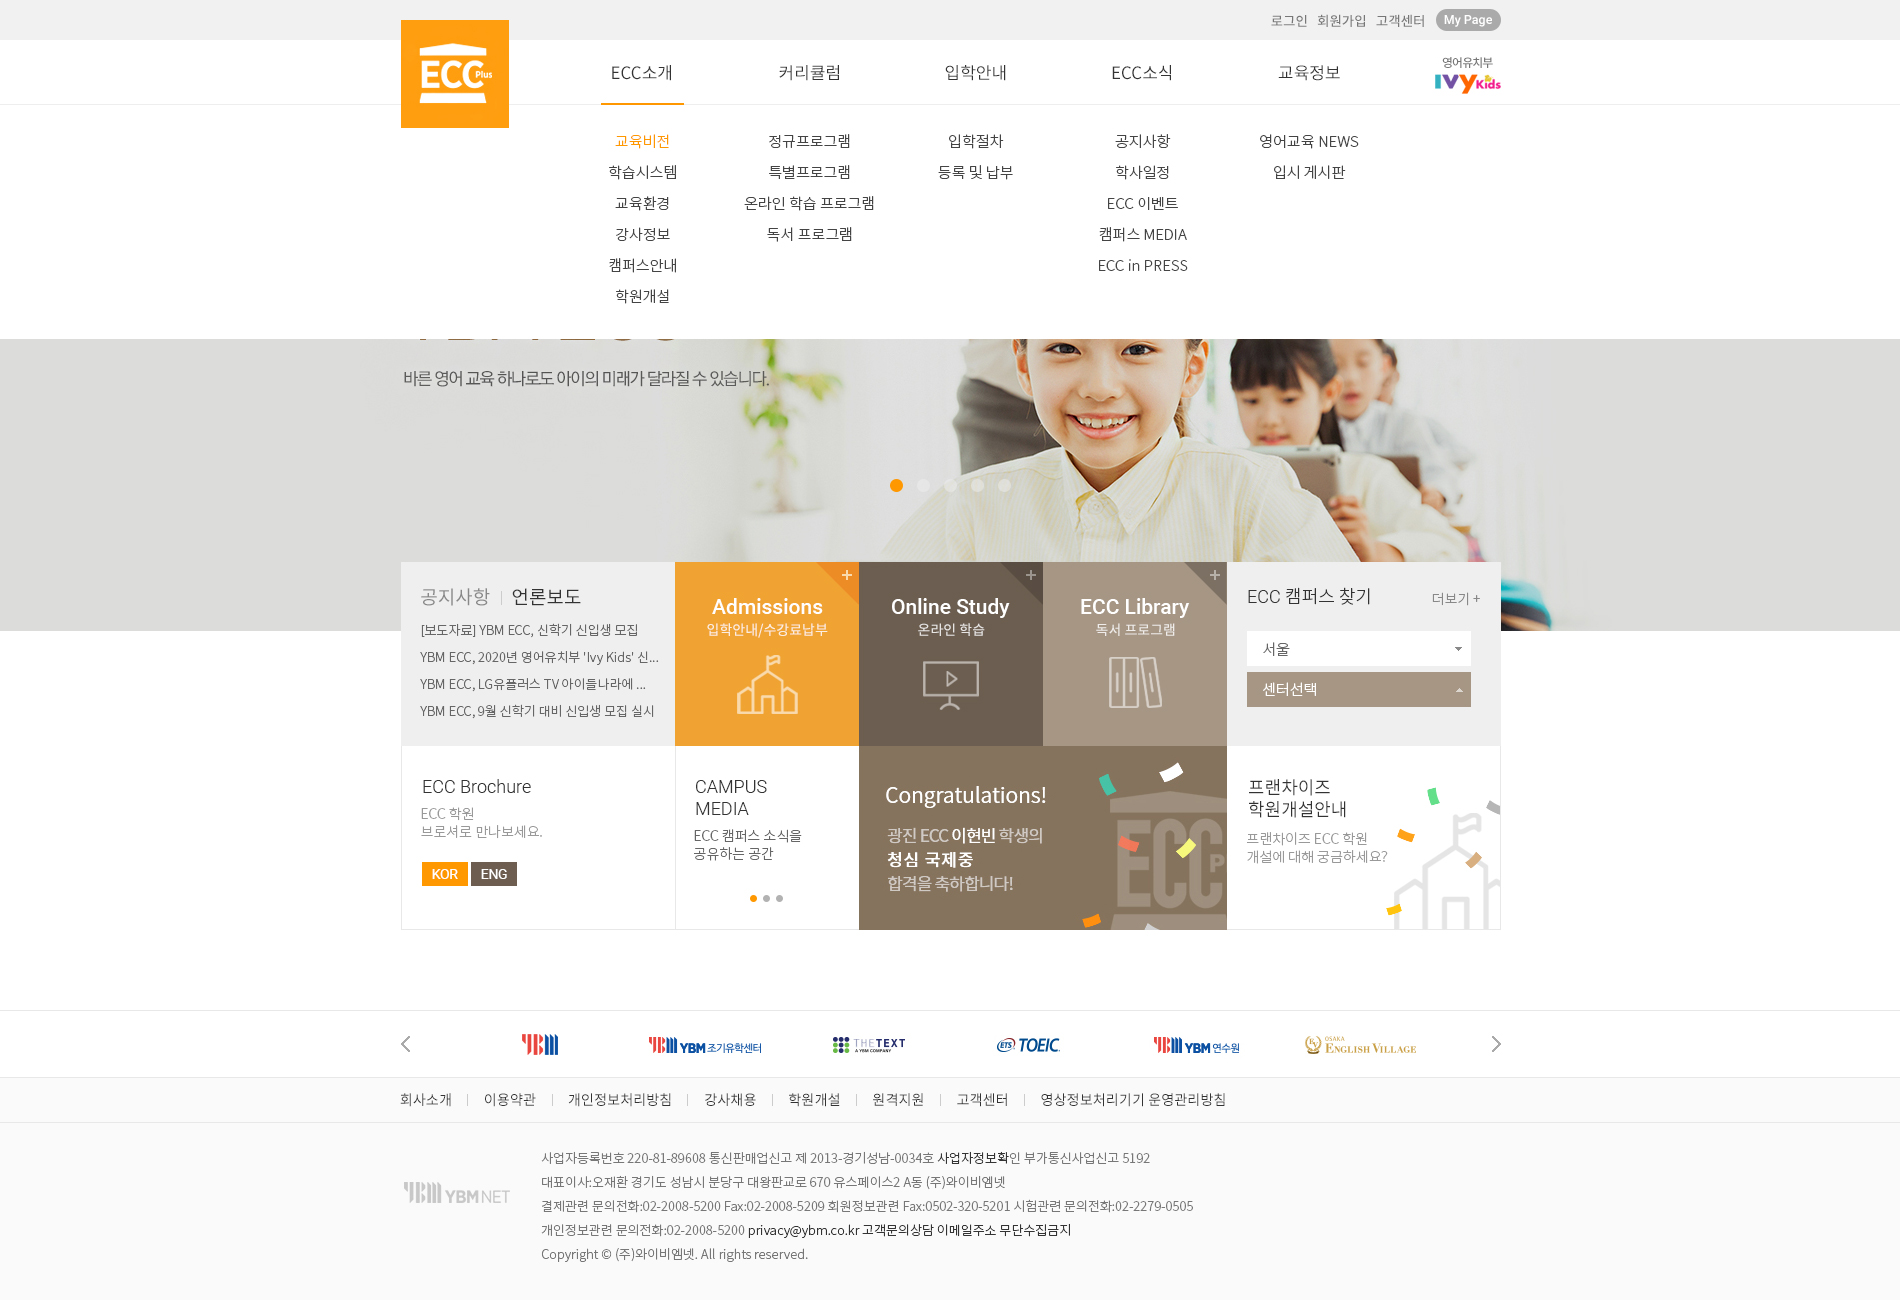 로그인 회원가입 고객센터 My Page
ECC Plus
ECC소개 커리큘럼 입학안내 ECC소식 교육정보
영어유치부
IVY Kids
교육비전 정규프로그램 입학절차 공지사항 영어교육 NEWS
학습시스템 특별프로그램 등록 및 납부 학사일정 입시 게시판
교육환경 온라인 학습 프로그램 ECC 이벤트
강사정보 독서 프로그램 캠퍼스 MEDIA
캠퍼스안내 ECC in PRESS
학원개설
바른 영어 교육 하나로도 아이의 미래가 달라질 수 있습니다.
공지사항 언론보도
[보도자료] YBM ECC, 신학기 신입생 모집
YBM ECC, 2020년 영어유치부 'Ivy Kids' 신...
YBM ECC, LG유플러스 TV 아이들나라에 ...
YBM ECC, 9월 신학기 대비 신입생 모집 실시
Admissions
입학안내/수강료납부
Online Study
온라인 학습
ECC Library
독서 프로그램
ECC 캠퍼스 찾기
더보기 +
서울
센터선택
ECC Brochure
ECC 학원
브로셔로 만나보세요.
KOR ENG
CAMPUS
MEDIA
ECC 캠퍼스 소식을
공유하는 공간
Congratulations!
광진 ECC 이현빈 학생의
청심 국제중
합격을 축하합니다!
ECC P
프랜차이즈
학원개설안내
프랜차이즈 ECC 학원
개설에 대해 궁금하세요?
YBM
YBM YBM 조기유학센터
THETEXT
A YBM COMPANY
ETS TOEIC
YBM YBM 연수원
OSAKA
ENGLISH VILLAGE
회사소개 이용약관 개인정보처리방침 강사채용 학원개설 원격지원 고객센터 영상정보처리기기 운영관리방침
YBM YBMNET
사업자등록번호 220-81-89608 통신판매업신고 제 2013-경기성남-0034호 사업자정보확인 부가통신사업신고 5192
대표이사:오재환 경기도 성남시 분당구 대왕판교로 670 유스페이스2 A동 (주)와이비엠넷
결제관련 문의전화:02-2008-5200 Fax:02-2008-5209 회원정보관련 Fax:0502-320-5201 시험관련 문의전화:02-2279-0505
개인정보관련 문의전화:02-2008-5200 privacy@ybm.co.kr 고객문의상담 이메일주소 무단수집금지
Copyright © (주)와이비엠넷. All rights reserved.